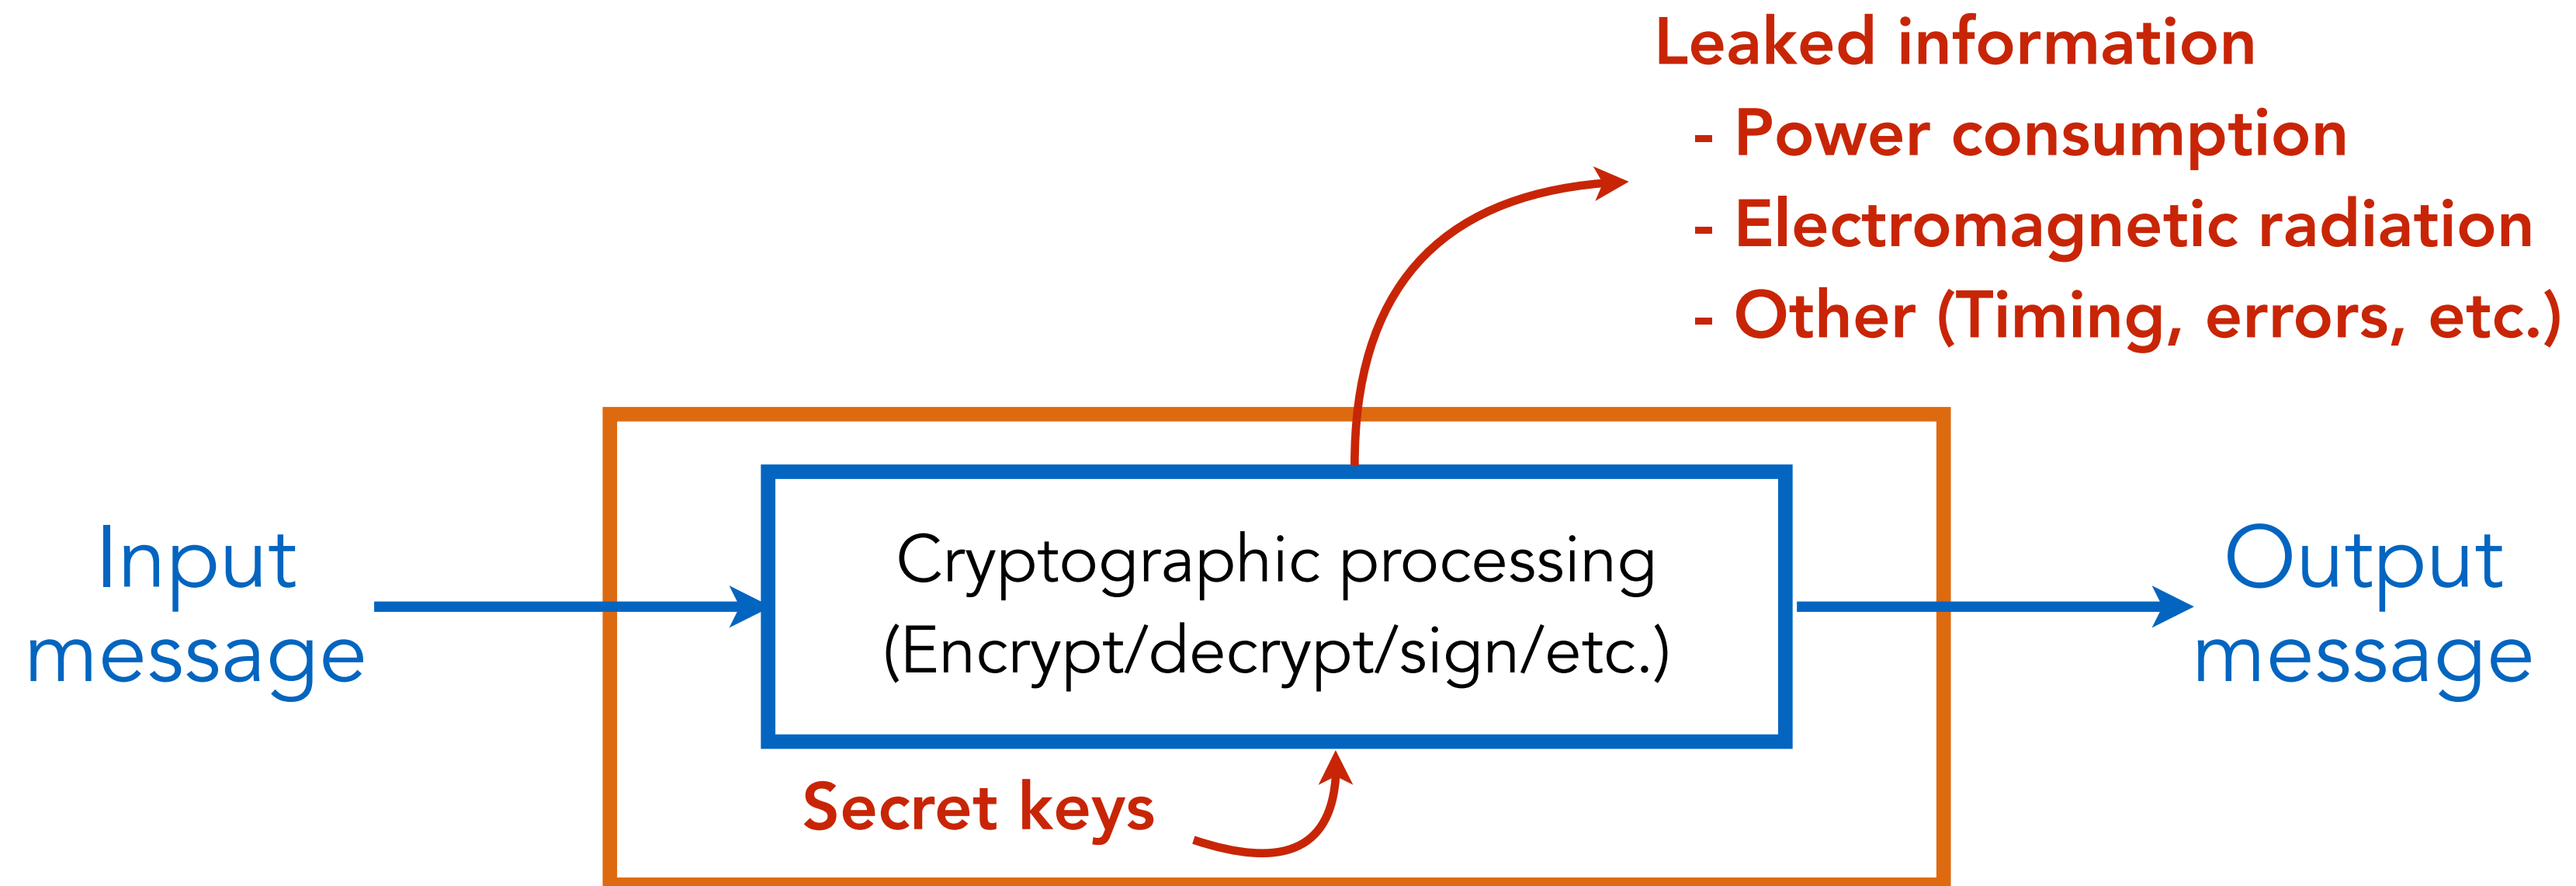 Leaked information
- Power consumption
- Electromagnetic radiation
- Other (Timing, errors, etc.)
Input
message
Cryptographic processing
(Encrypt/decrypt/sign/etc.)
Output
message
Secret keys